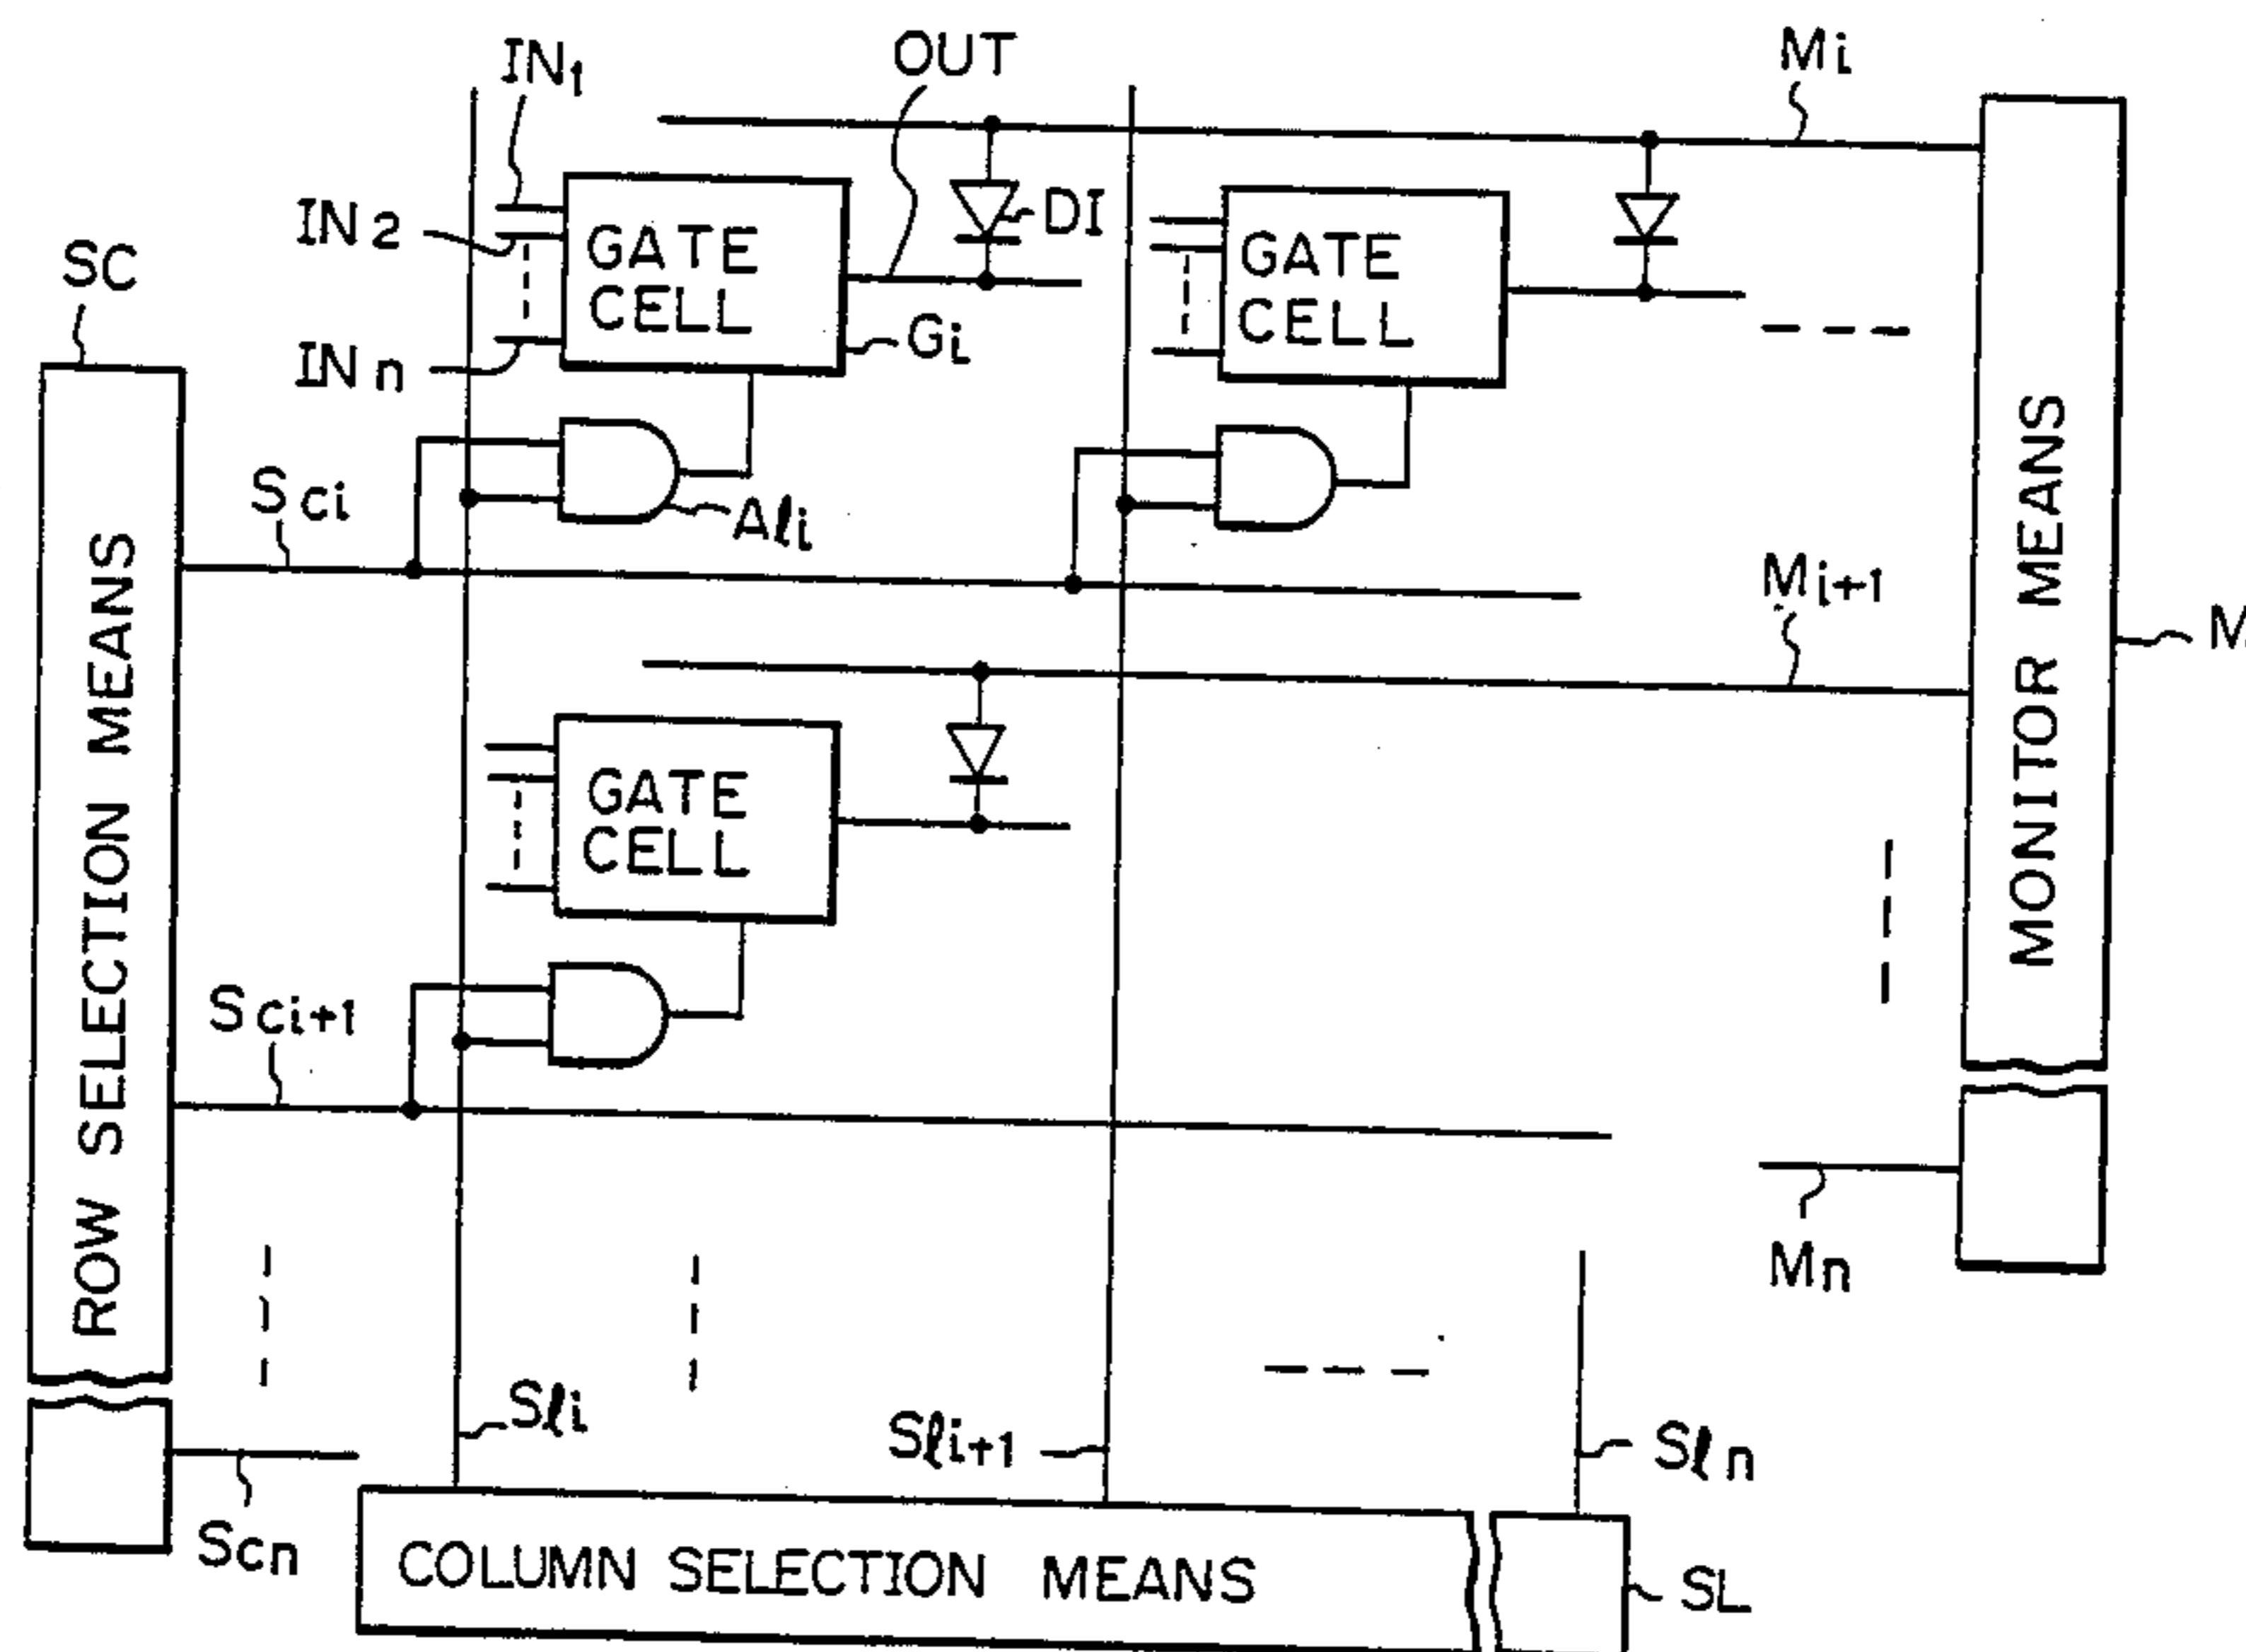 IN1
OUT
Mi
IN2
GATE
CELL
DI
GATE
CELL
SC
INn
Gi
Sci
Aℓi
Mi+1
M
GATE
CELL
ROW SELECTION MEANS
MONITOR MEANS
Sci+1
Mn
Sℓi
Sℓi+1
Sℓn
Scn
COLUMN SELECTION MEANS
SL